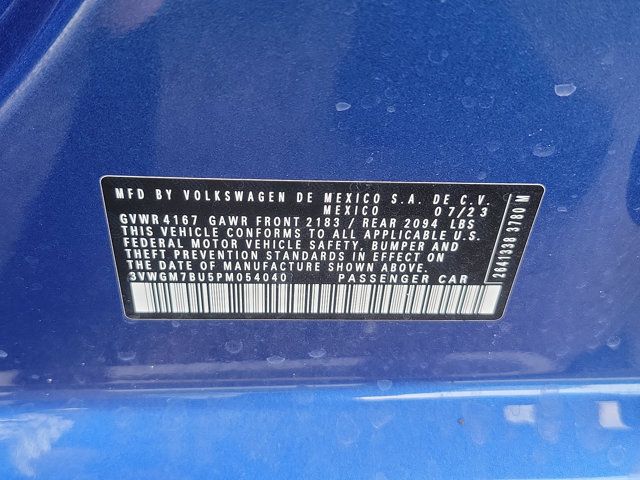 MFD BY VOLKSWAGEN DE MEXICO S.A. DE C.V.
MEXICO 07/23
GVWR 4167 GAWR FRONT 2183 / REAR 2094 LBS
THIS VEHICLE CONFORMS TO ALL APPLICABLE U.S.
FEDERAL MOTOR VEHICLE SAFETY, BUMPER AND
THEFT PREVENTION STANDARDS IN EFFECT ON
THE DATE OF MANUFACTURE SHOWN ABOVE.
3VWGM7BU5PM054040 PASSENGER CAR
2641338 3780 M